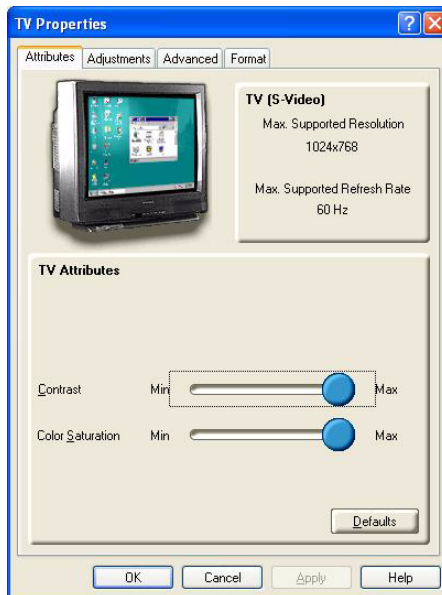 TV Properties
Attributes Adjustments Advanced Format
TV (S-Video)
Max. Supported Resolution
1024x768
Max. Supported Refresh Rate
60 Hz
TV Attributes
Contrast Min Max
Color Saturation Min Max
Defaults
OK Cancel Apply Help